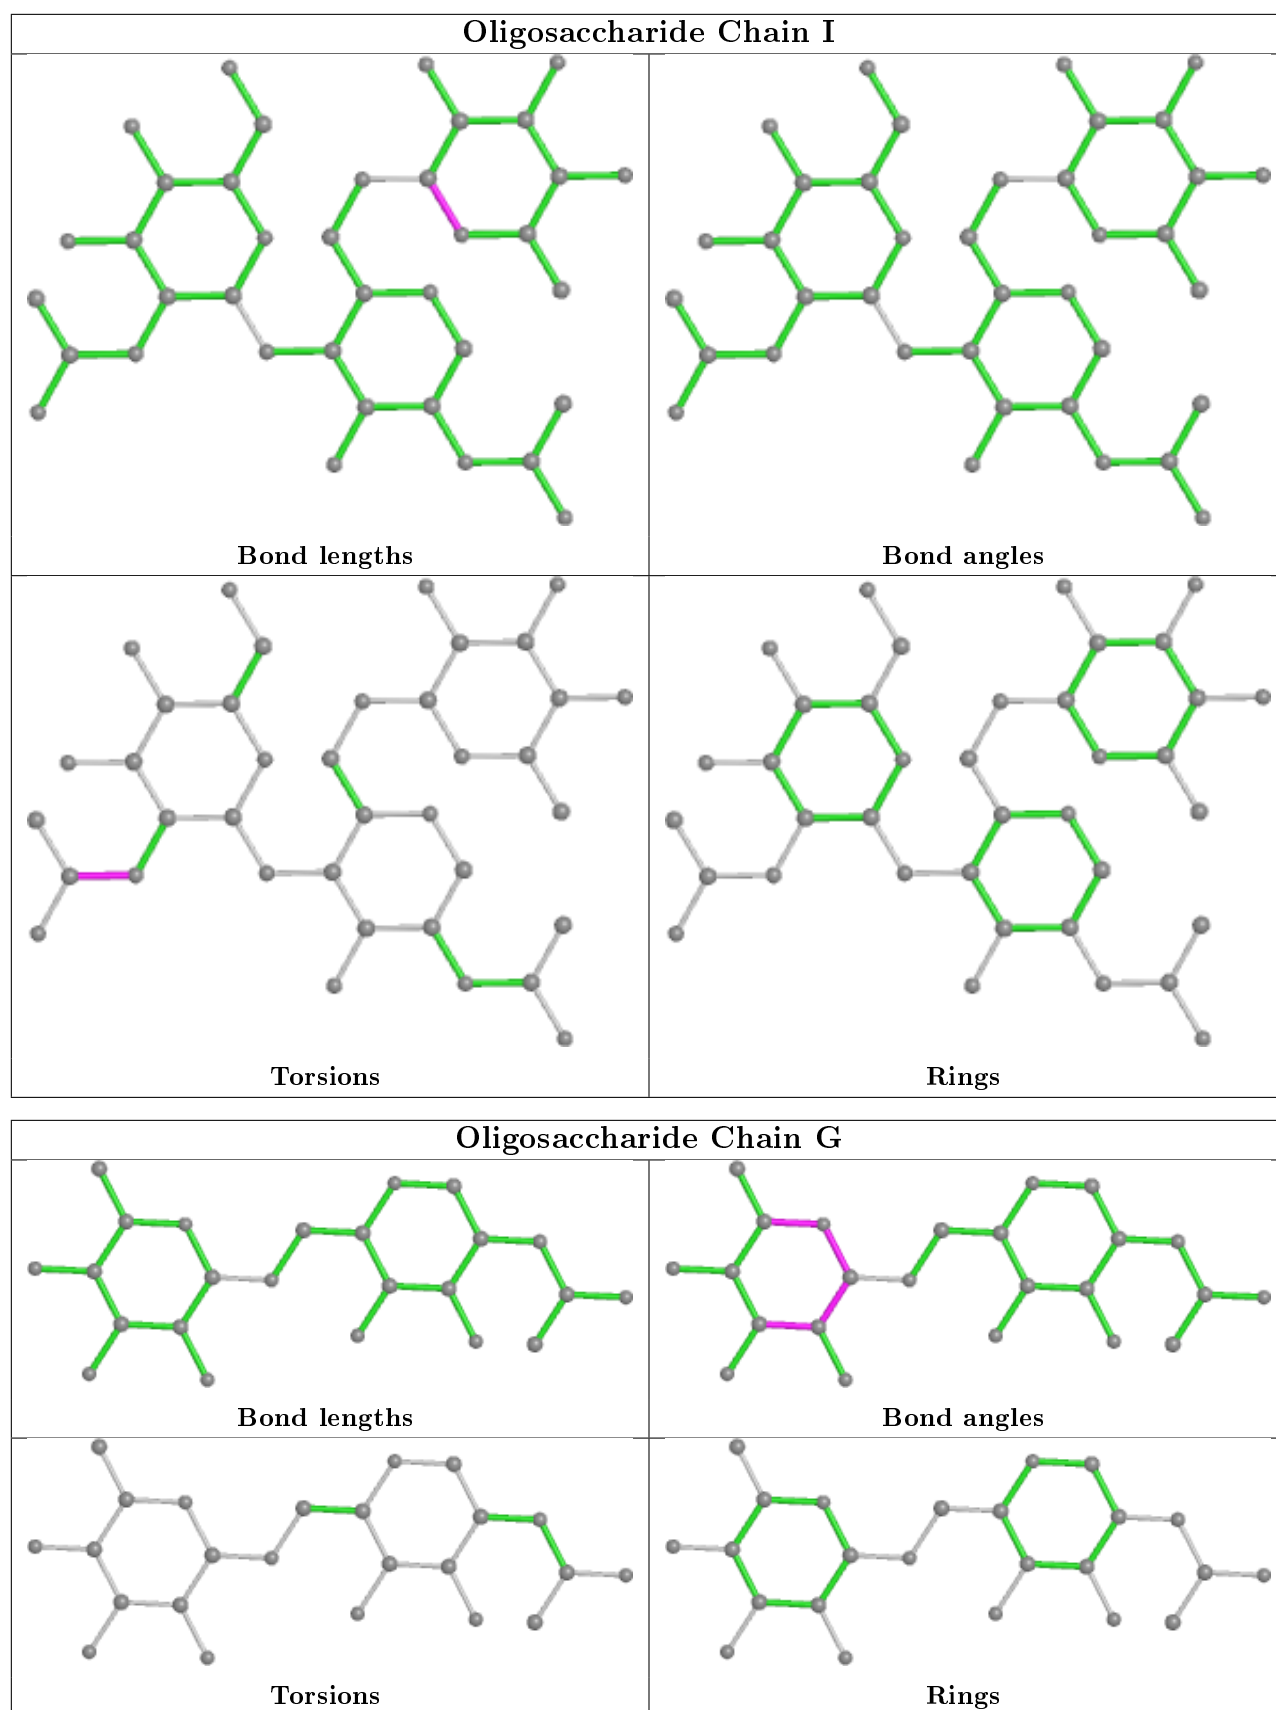 Oligosaccharide Chain I
Bond lengths
Bond angles
Torsions
Rings
Oligosaccharide Chain G
Bond lengths
Bond angles
Torsions
Rings